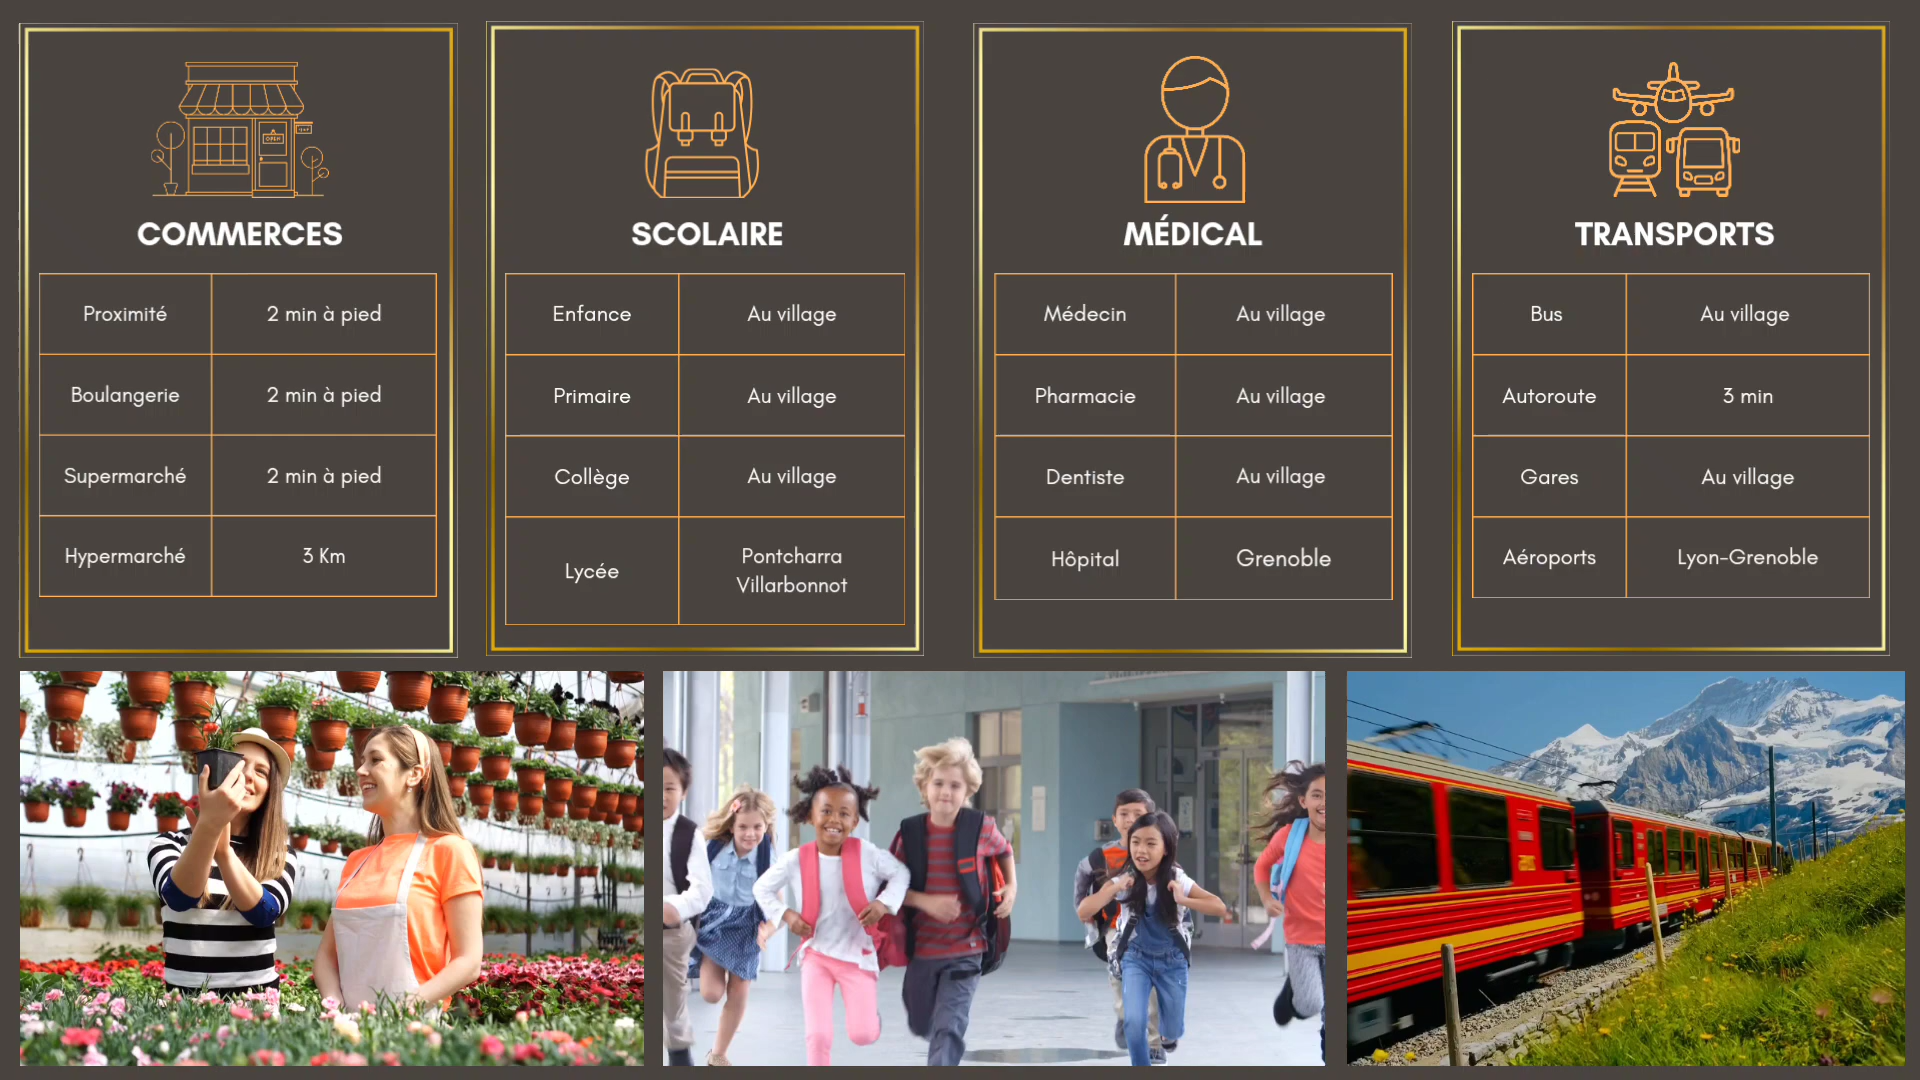 OPEN
COMMERCES
Proximité 2 min à pied
Boulangerie 2 min à pied
Supermarché 2 min à pied
Hypermarché 3 Km
SCOLAIRE
Enfance Au village
Primaire Au village
Collège Au village
Lycée Pontcharra
Villarbonnot
MÉDICAL
Médecin Au village
Pharmacie Au village
Dentiste Au village
Hôpital Grenoble
TRANSPORTS
Bus Au village
Autoroute 3 min
Gares Au village
Aéroports Lyon-Grenoble